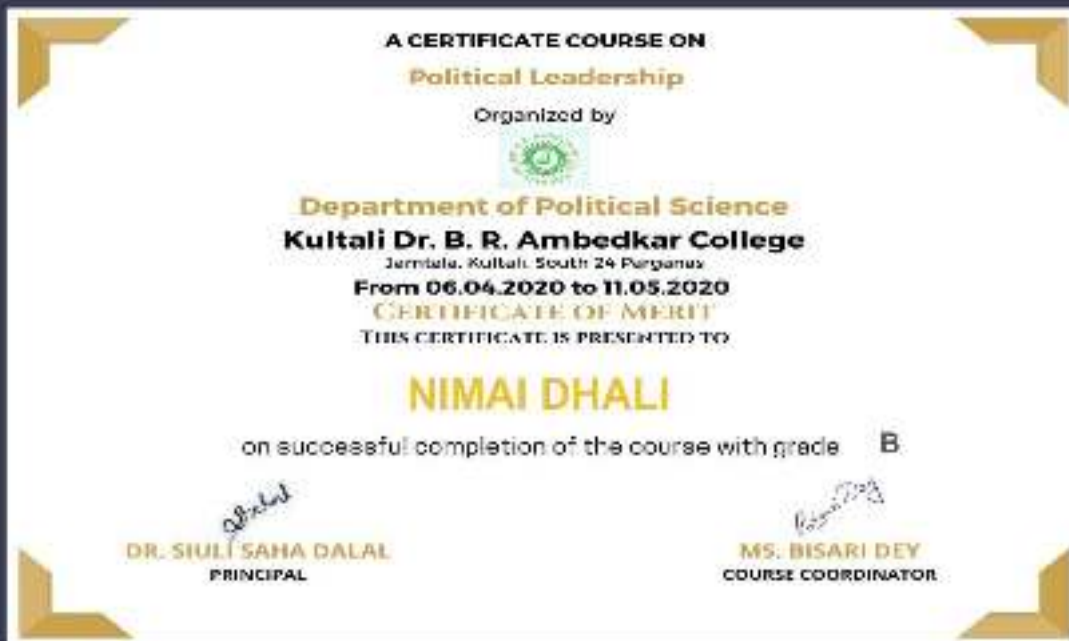 A CERTIFICATE COURSE ON
Political Leadership
Organized by
Department of Political Science
Kultali Dr. B. R. Ambedkar College
Jamtala, Kultali, South 24 Parganas
From 06.04.2020 to 11.05.2020
CERTIFICATE OF MERIT
THIS CERTIFICATE IS PRESENTED TO
NIMAI DHALI
on successful completion of the course with grade B
DR. SIULI SAHA DALAL
PRINCIPAL
MS. BISARI DEY
COURSE COORDINATOR